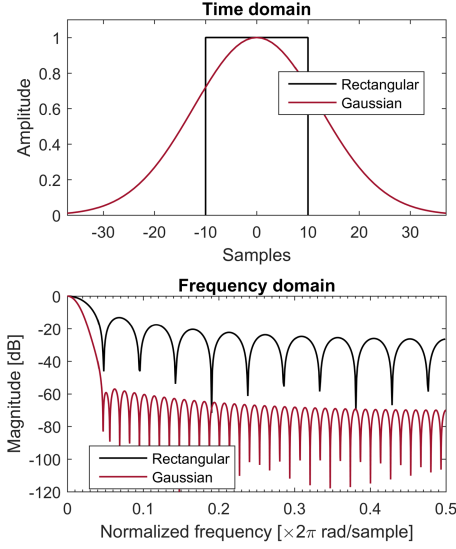 Time domain
Amplitude
1
0.8
0.6
0.4
0.2
0
Rectangular
Gaussian
-30 -20 -10 0 10 20 30
Samples
Frequency domain
Magnitude [dB]
0
-20
-40
-60
-80
-100
-120
Rectangular
Gaussian
0 0.1 0.2 0.3 0.4 0.5
Normalized frequency [×2π rad/sample]